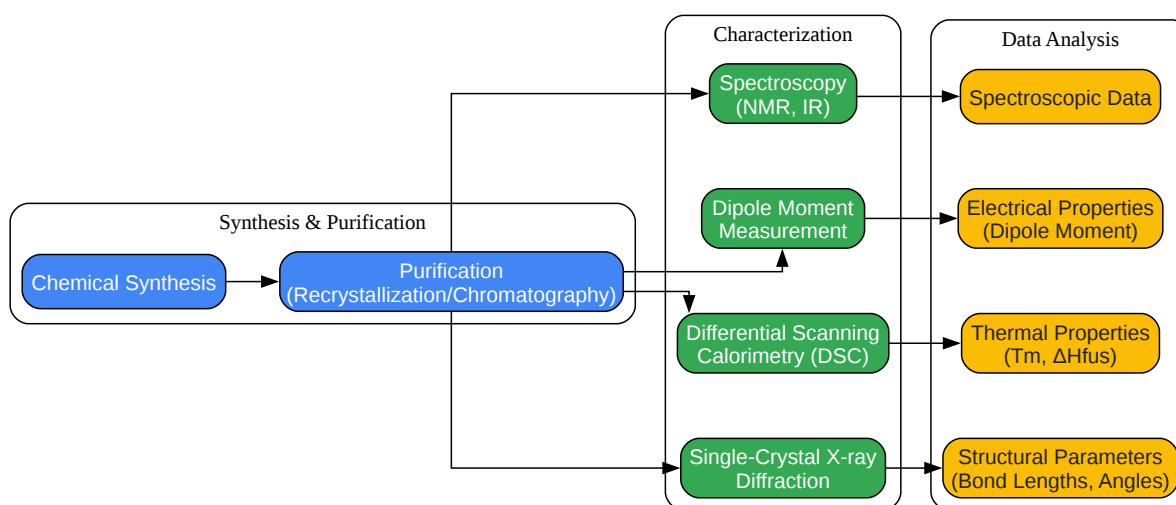 Characterization
Data Analysis
Spectroscopy
(NMR, IR)
Spectroscopic Data
Synthesis & Purification
Dipole Moment
Measurement
Electrical Properties
(Dipole Moment)
Chemical Synthesis
Purification
(Recrystallization/Chromatography)
Differential Scanning
Calorimetry (DSC)
Thermal Properties
(Tm, ΔHfus)
Single-Crystal X-ray
Diffraction
Structural Parameters
(Bond Lengths, Angles)